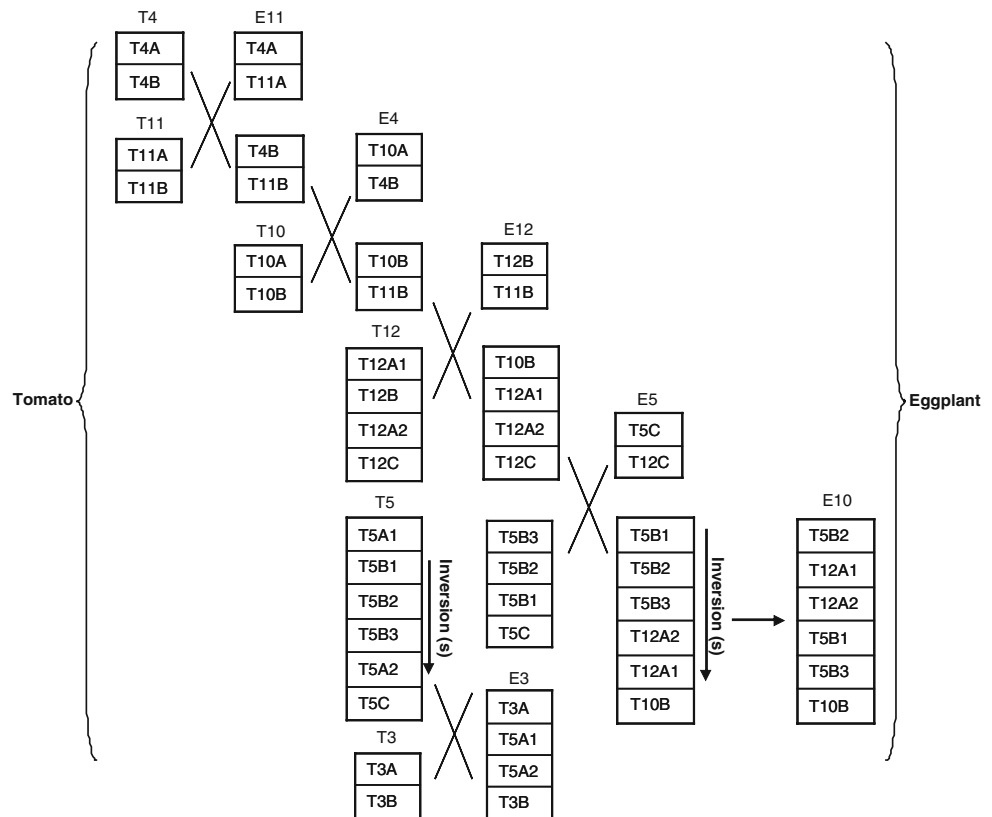 T4
T4A
T4B
E11
T4A
T11A
T11
T11A
T11B
T4B
T11B
E4
T10A
T4B
T10
T10A
T10B
T10B
T11B
E12
T12B
T11B
T12
T12A1
T12B
T12A2
T12C
T10B
T12A1
T12A2
T12C
Tomato
Eggplant
E5
T5C
T12C
T5
T5A1
T5B1
T5B2
T5B3
T5A2
T5C
Inversion (s)
T5B3
T5B2
T5B1
T5C
T5B1
T5B2
T5B3
T12A2
T12A1
T10B
Inversion (s)
E10
T5B2
T12A1
T12A2
T5B1
T5B3
T10B
E3
T3A
T5A1
T5A2
T3B
T3
T3A
T3B